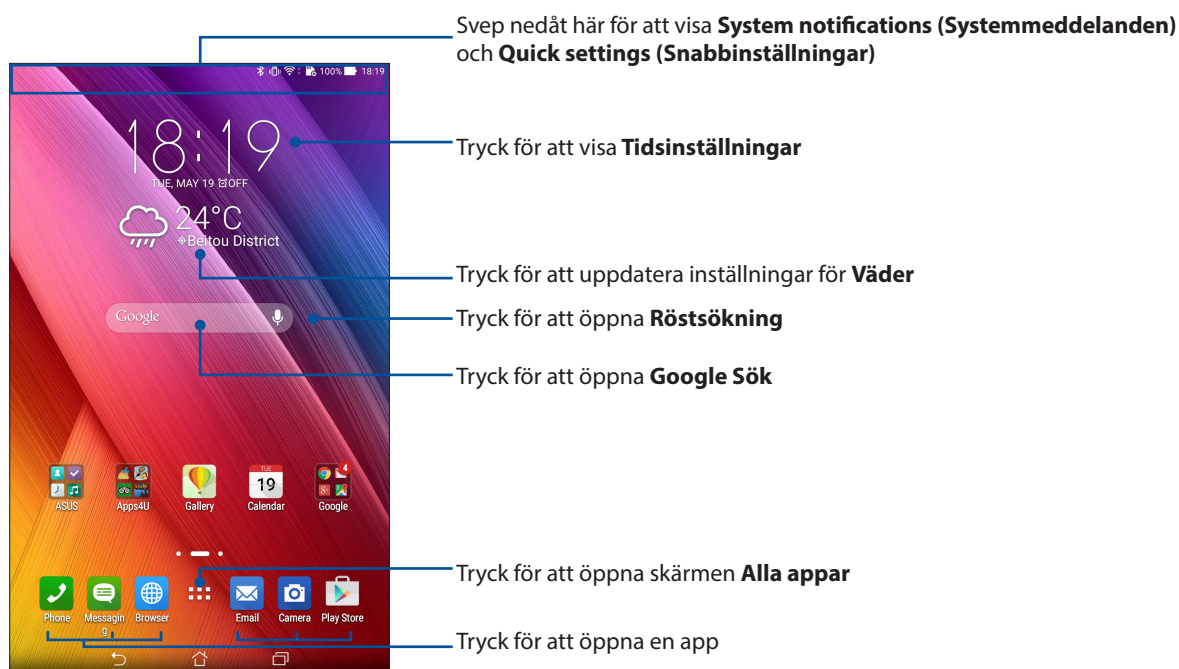 Svep nedåt här för att visa System notifications (Systemmeddelanden)
och Quick settings (Snabbinställningar)
100% 18:19
18:19
Tryck för att visa Tidsinställningar
TUE, MAY 19 OFF
24°C
Beitou District
Tryck för att uppdatera inställningar för Väder
Google
Tryck för att öppna Röstsökning
Tryck för att öppna Google Sök
TUE
19
4
ASUS Apps4U Gallery Calendar Google
Tryck för att öppna skärmen Alla appar
Phone Messagin Browser Email Camera Play Store
g
Tryck för att öppna en app